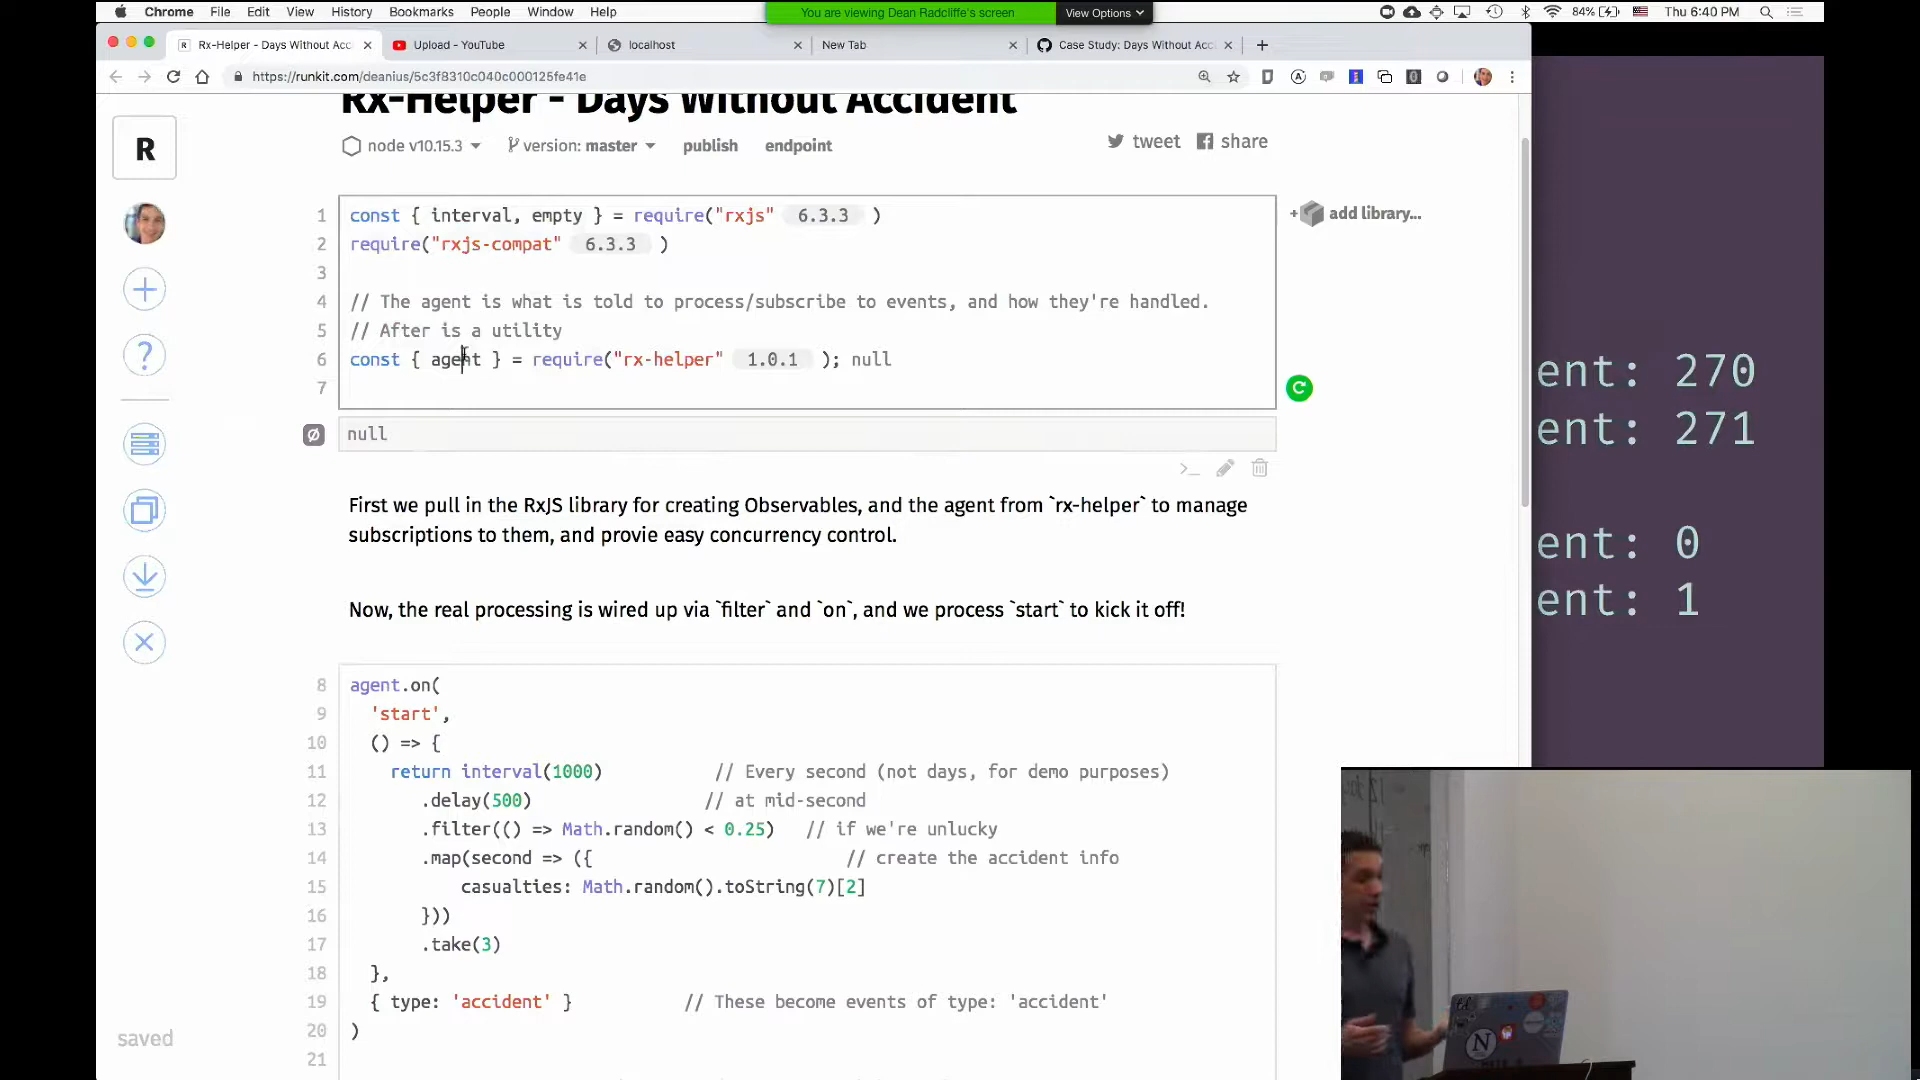 Chrome File Edit View History Bookmarks People Window Help
You are viewing Dean Radcliffe's screen
View Options
84%
Thu 6:40 PM
Rx-Helper - Days Without Acc
Upload - YouTube
localhost
New Tab
Case Study: Days Without Acc
https://runkit.com/deanius/5c3f8310c040c000125fe41e
Rx-Helper - Days Without Accident
R
node v10.15.3
version: master
publish
endpoint
tweet
share
1 const { interval, empty } = require("rxjs" 6.3.3 )
+ add library...
2 require("rxjs-compat" 6.3.3 )
3
4 // The agent is what is told to process/subscribe to events, and how they're handled.
5 // After is a utility
6 const { agent } = require("rx-helper" 1.0.1 ); null
7
null
First we pull in the RxJS library for creating Observables, and the agent from `rx-helper` to manage
subscriptions to them, and provie easy concurrency control.
Now, the real processing is wired up via `filter` and `on`, and we process `start` to kick it off!
8 agent.on(
9 'start',
10 () => {
11 return interval(1000) // Every second (not days, for demo purposes)
12 .delay(500) // at mid-second
13 .filter(() => Math.random() < 0.25) // if we're unlucky
14 .map(second => ({ // create the accident info
15 casualties: Math.random().toString(7)[2]
16 }))
17 .take(3)
18 },
19 { type: 'accident' } // These become events of type: 'accident'
20 )
21
saved
ent: 270
ent: 271
ent: 0
ent: 1
N